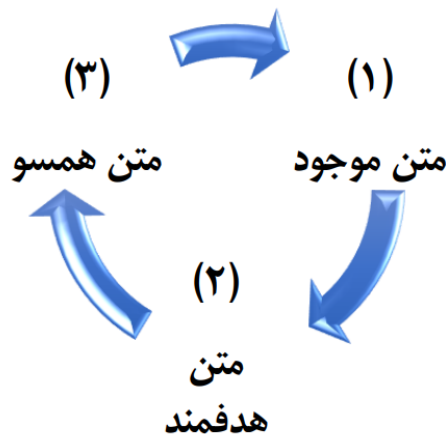 (۱)
متن موجود
(۲)
متن
هدفمند
(۳)
متن همسو